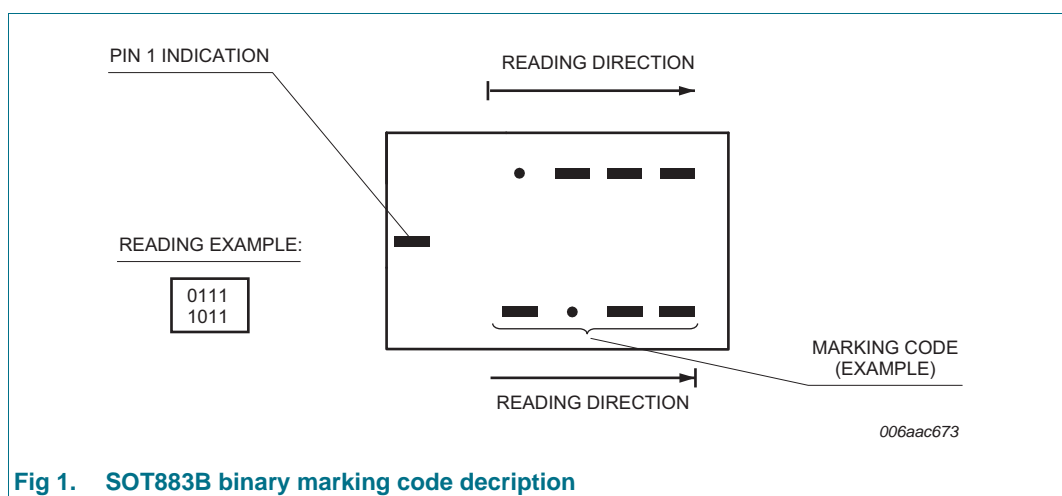 PIN 1 INDICATION
READING DIRECTION
READING EXAMPLE:
0111
1011
MARKING CODE
(EXAMPLE)
READING DIRECTION
006aac673
Fig 1. SOT883B binary marking code decription